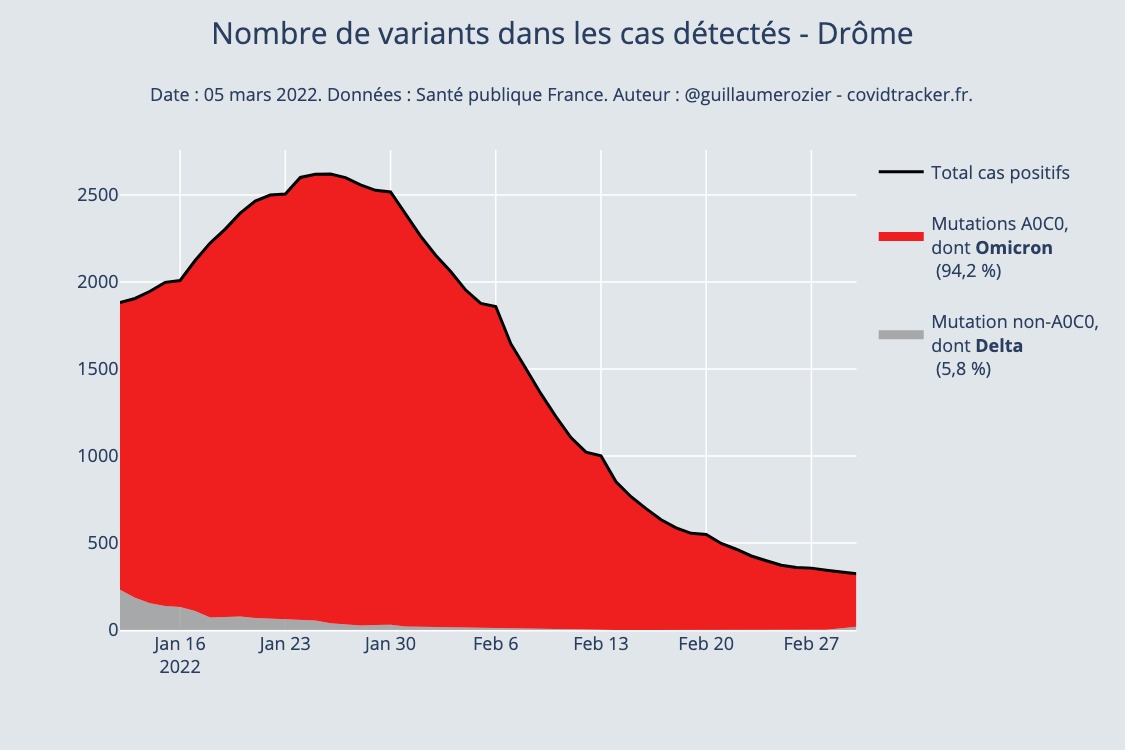 Nombre de variants dans les cas détectés - Drôme
Date : 05 mars 2022. Données : Santé publique France. Auteur : @guillaumerozier - covidtracker.fr.
2500
2000
1500
1000
500
0
Jan 16
2022
Jan 23
Jan 30
Feb 6
Feb 13
Feb 20
Feb 27
Total cas positifs
Mutations A0C0,
dont Omicron
(94,2 %)
Mutation non-A0C0,
dont Delta
(5,8 %)